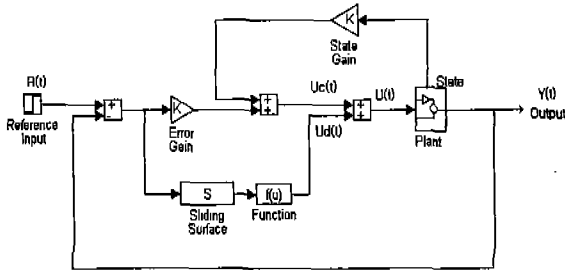 K
State
Gain
R(t)
Reference
Input
+
-
K
Error
Gain
+
+
Uc(t)
Ud(t)
+
+
U(t)
State
Plant
Y(t)
Output
S
Sliding
Surface
f(u)
Function